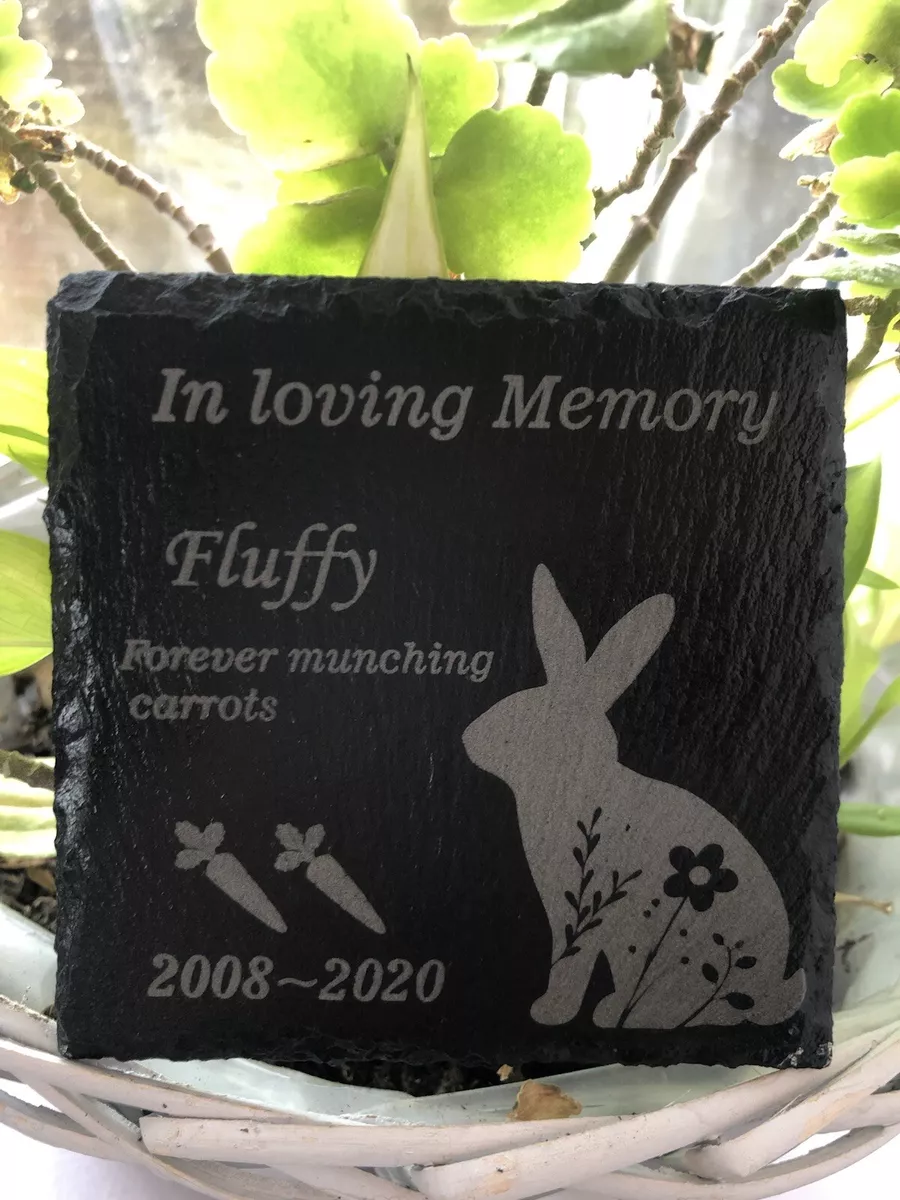 In loving Memory
Fluffy
Forever munching
carrots
2008~2020